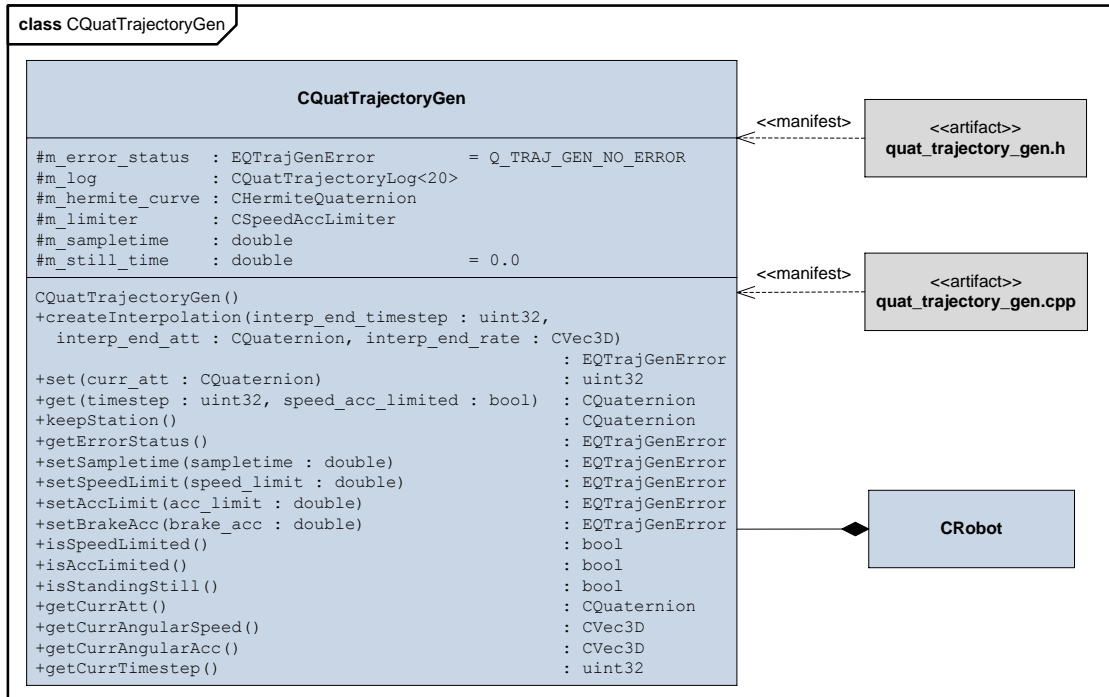 class CQuatTrajectoryGen
CQuatTrajectoryGen
#m_error_status : EQTrajGenError = Q_TRAJ_GEN_NO_ERROR
#m_log : CQuatTrajectoryLog<20>
#m_hermite_curve : CHermiteQuaternion
#m_limiter : CSpeedAccLimiter
#m_sampletime : double
#m_still_time : double = 0.0
CQuatTrajectoryGen()
+createInterpolation(interp_end_timestep : uint32,
interp_end_att : CQuaternion, interp_end_rate : CVec3D)
: EQTrajGenError
+set(curr_att : CQuaternion) : uint32
+get(timestep : uint32, speed_acc_limited : bool) : CQuaternion
+keepStation() : CQuaternion
+getErrorStatus() : EQTrajGenError
+setSampletime(sampletime : double) : EQTrajGenError
+setSpeedLimit(speed_limit : double) : EQTrajGenError
+setAccLimit(acc_limit : double) : EQTrajGenError
+setBrakeAcc(brake_acc : double) : EQTrajGenError
+isSpeedLimited() : bool
+isAccLimited() : bool
+isStandingStill() : bool
+getCurrAtt() : CQuaternion
+getCurrAngularSpeed() : CVec3D
+getCurrAngularAcc() : CVec3D
+getCurrTimestep() : uint32
<<manifest>
<<artifact>>
quat_trajectory_gen.h
<<manifest>
<<artifact>>
quat_trajectory_gen.cpp
CRobot